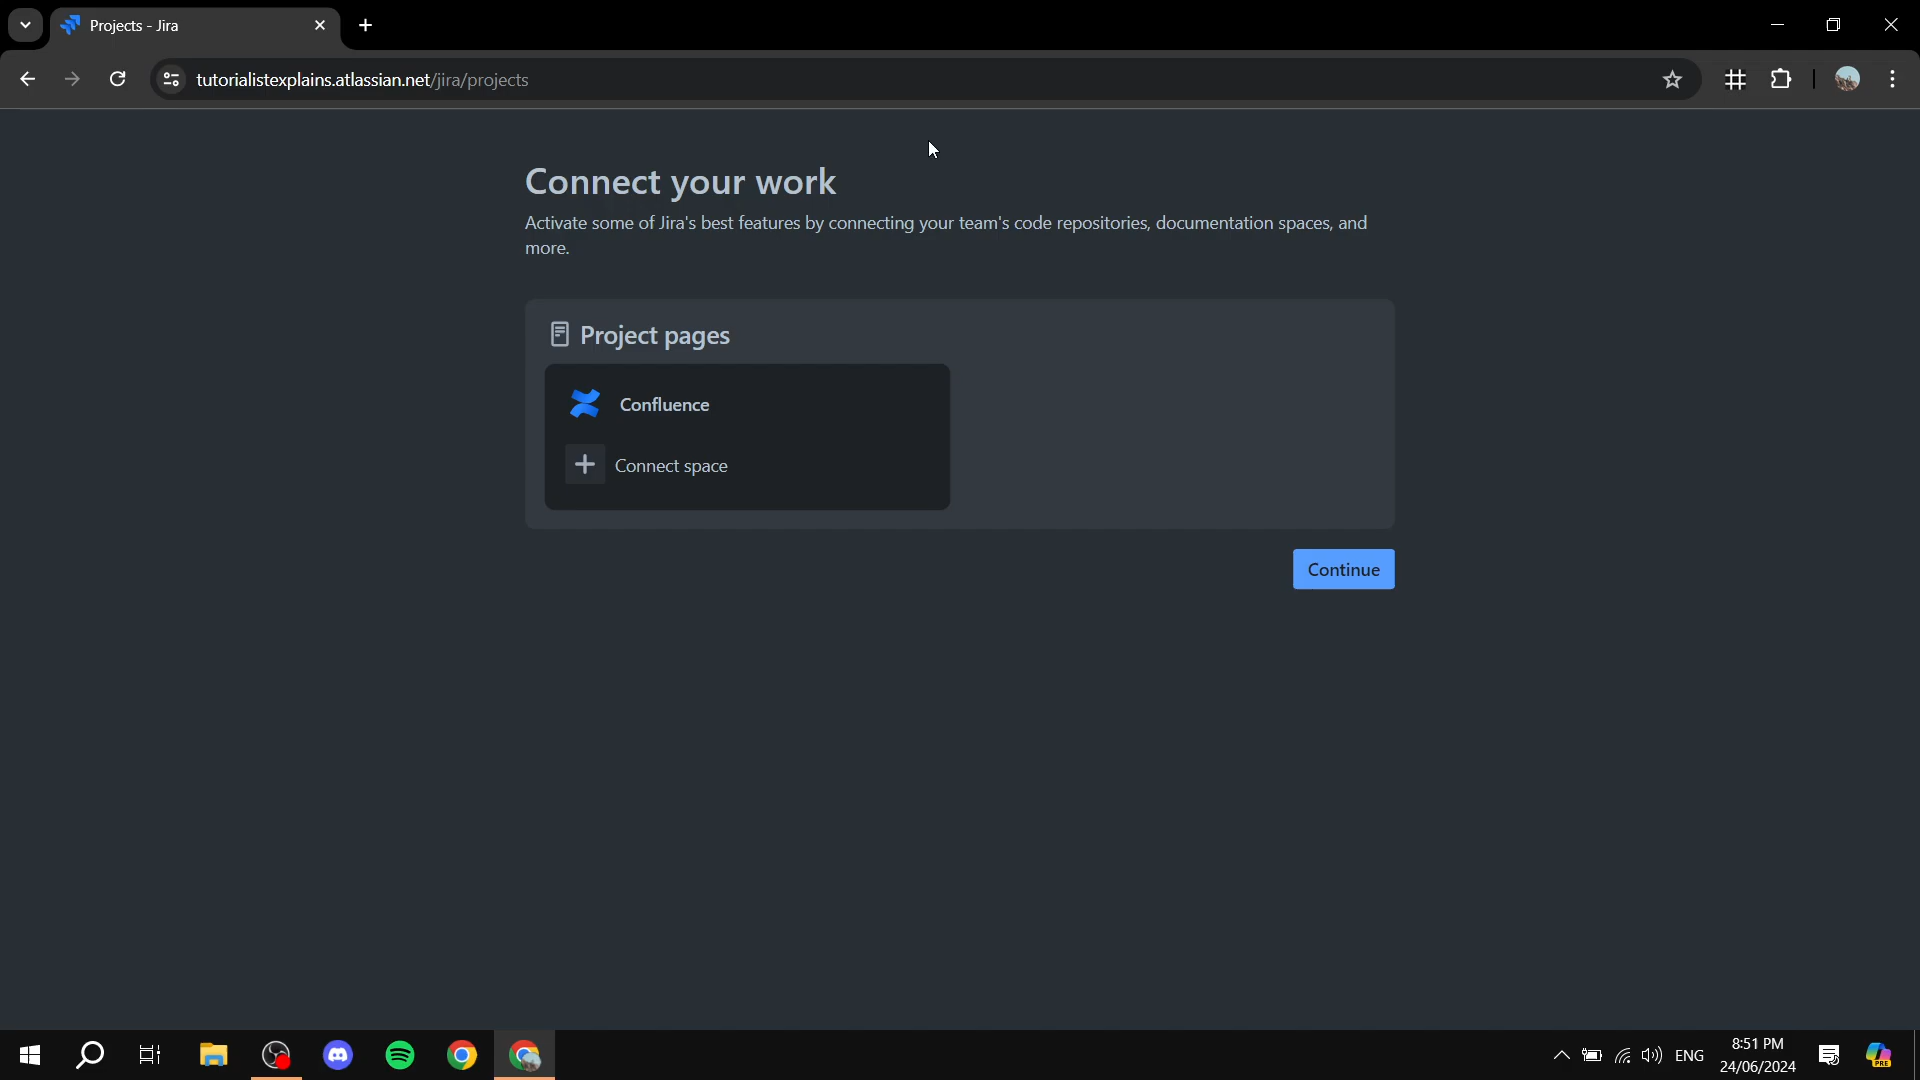 Projects - Jira
tutorialistexplains.atlassian.net/jira/projects
Connect your work
Activate some of Jira's best features by connecting your team's code repositories, documentation spaces, and
more.
Project pages
Confluence
Connect space
Continue
ENG
8:51 PM
24/06/2024
PRE